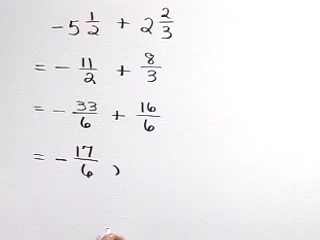 -5 1/2 + 2 2/3
= - 11/2 + 8/3
= - 33/6 + 16/6
= - 17/6 ,